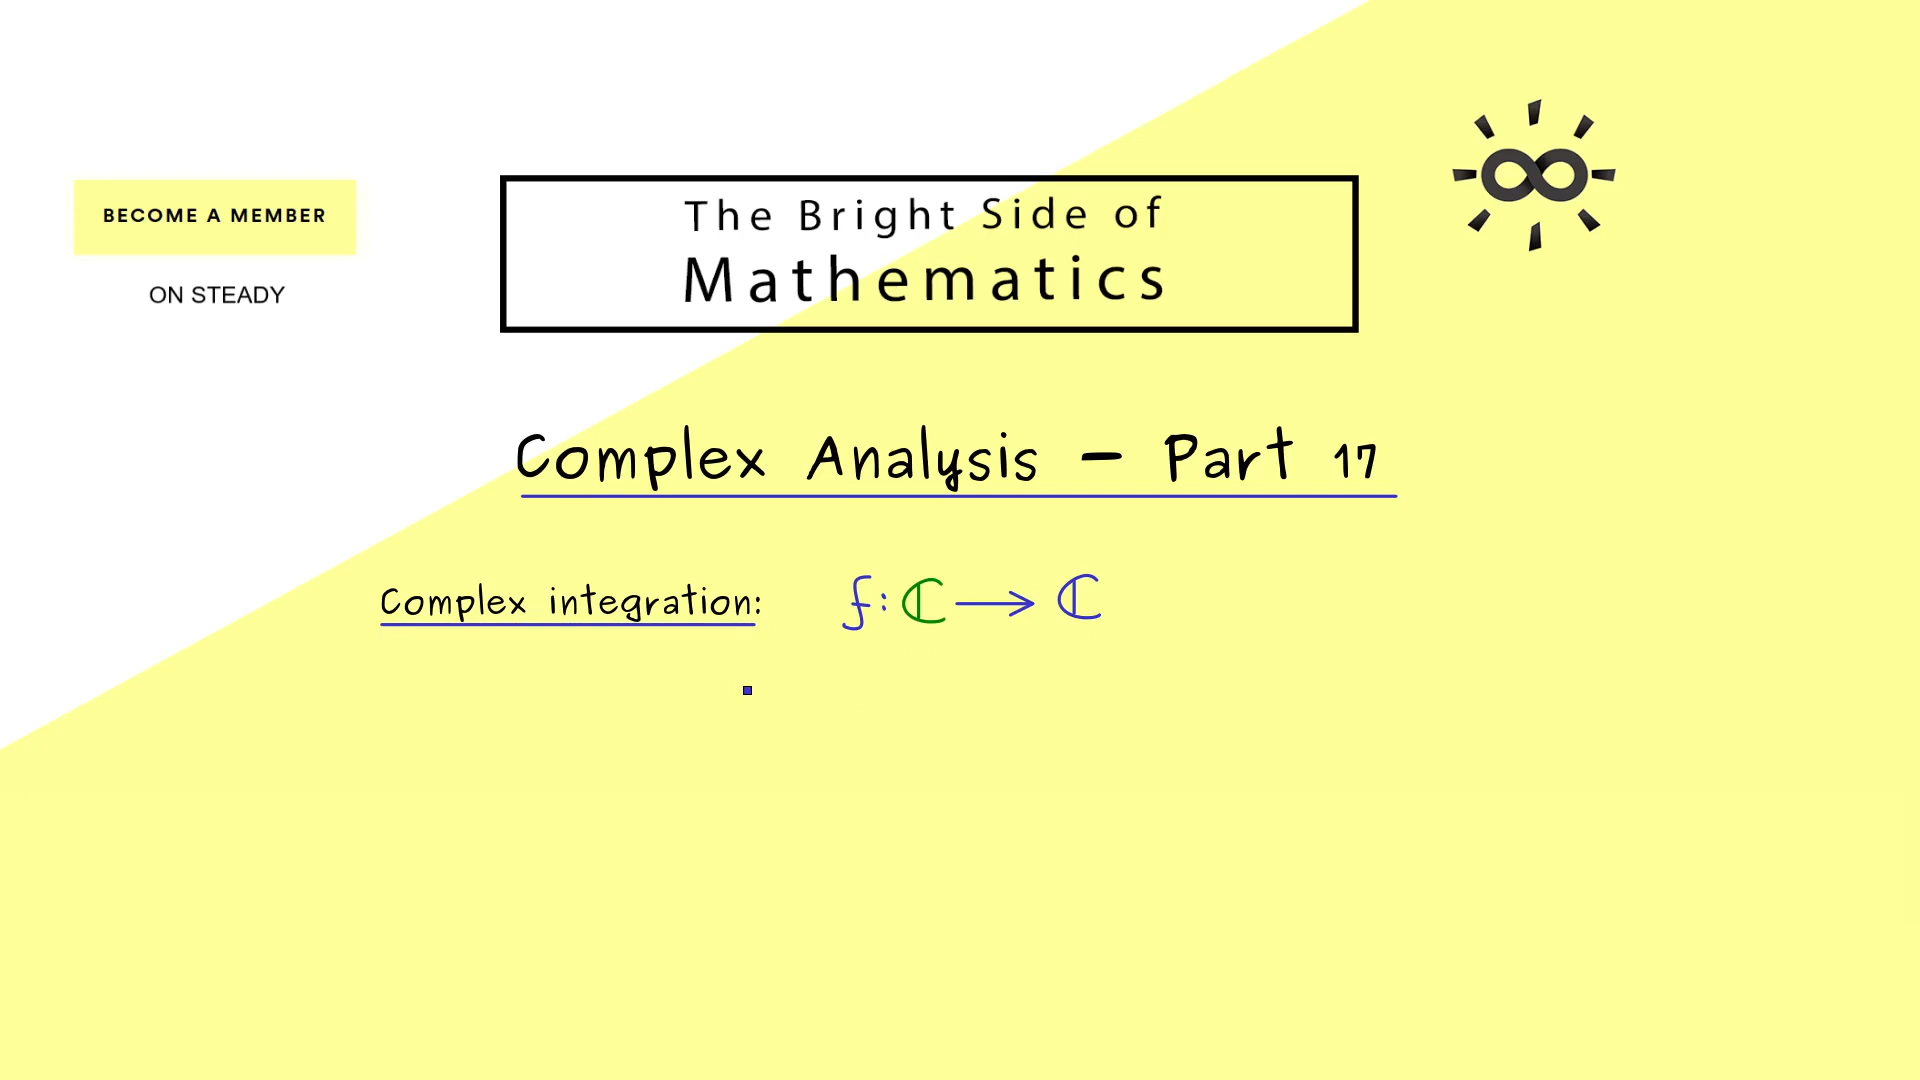 BECOME A MEMBER
ON STEADY
The Bright Side of
Mathematics
Complex Analysis – Part 17
Complex integration: f: ℂ ⟶ ℂ